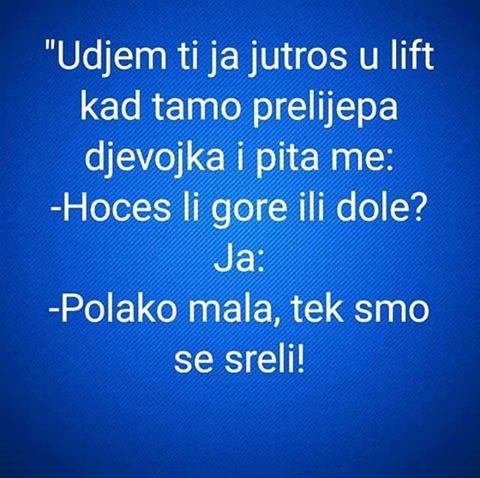 "Udjem ti ja jutros u lift
kad tamo prelijepa
djevojka i pita me:
-Hoces li gore ili dole?
Ja:
-Polako mala, tek smo
se sreli!